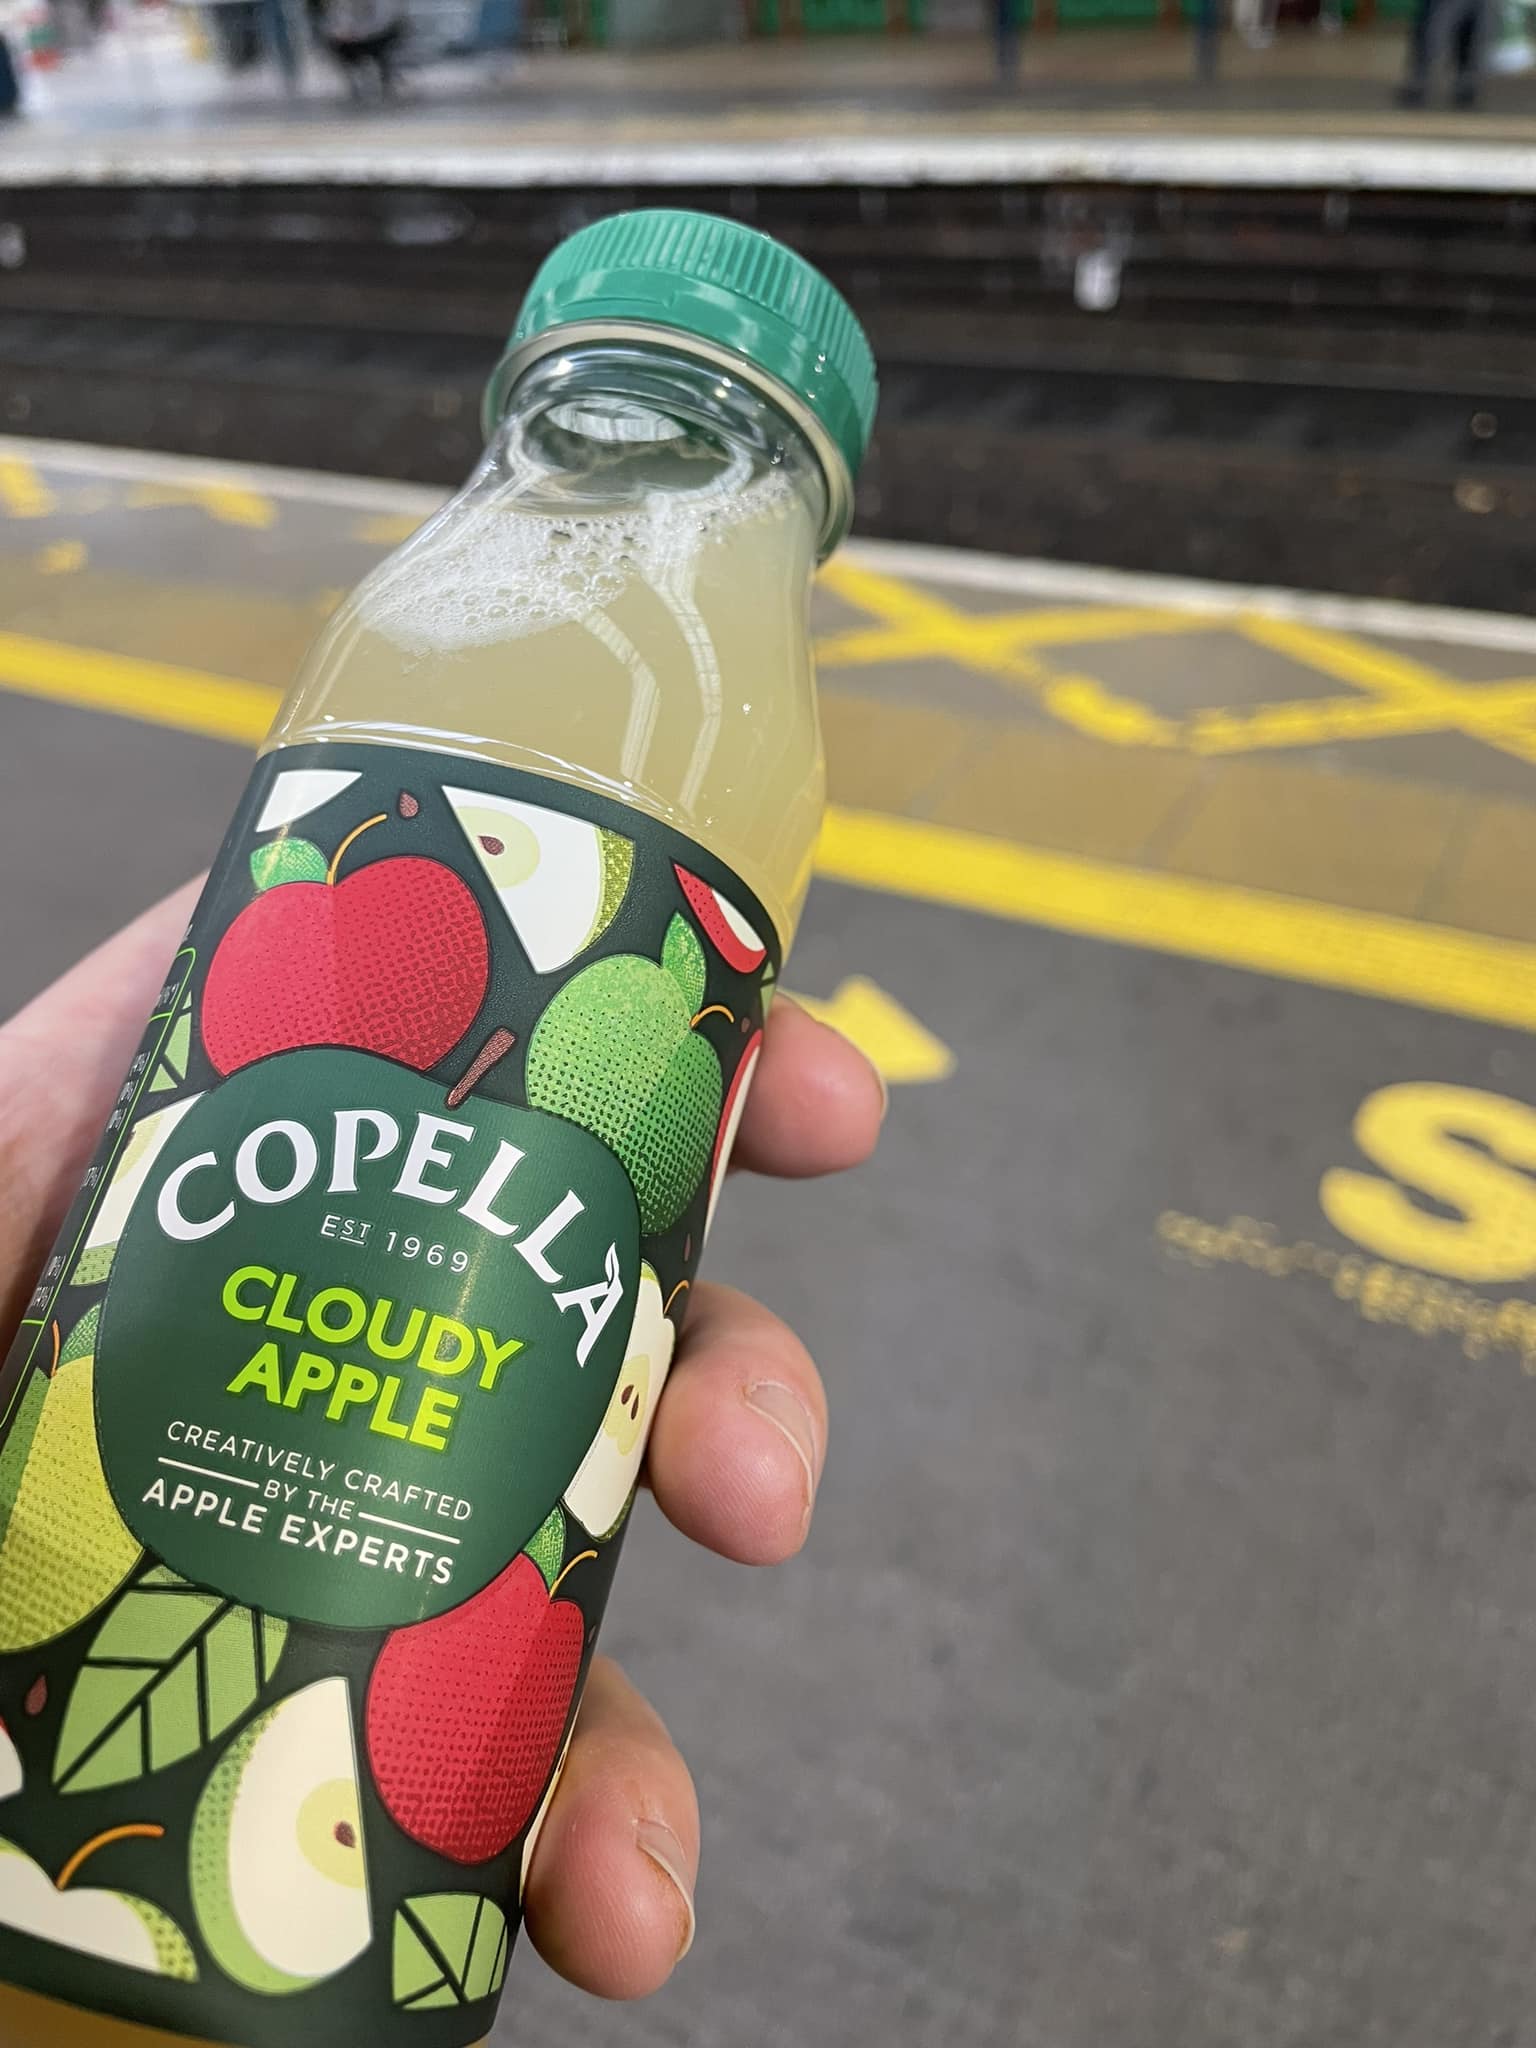 COPELLA
EST 1969
CLOUDY
APPLE
CREATIVELY CRAFTED
BY THE
APPLE EXPERTS
S